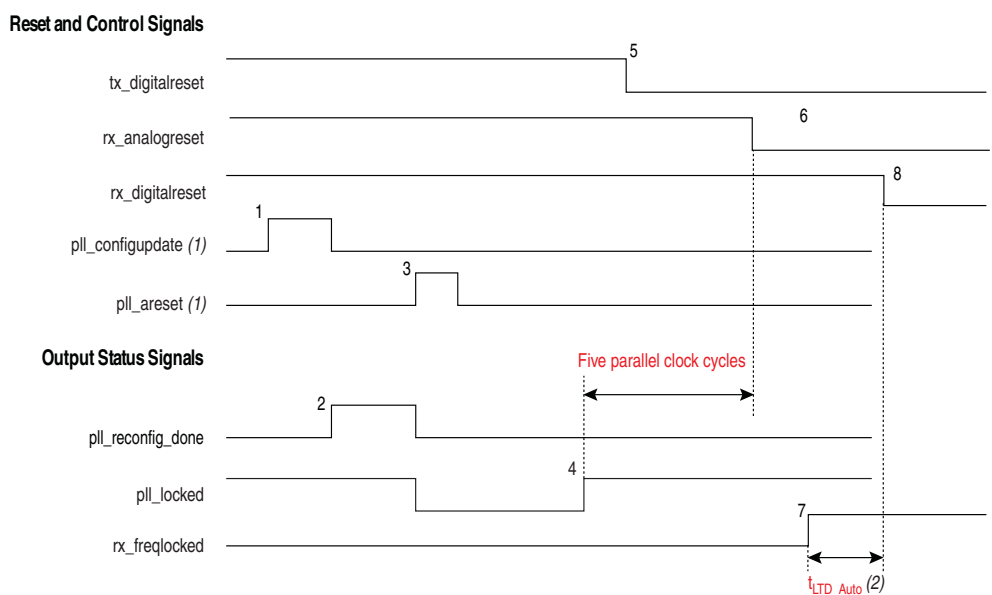 Reset and Control Signals
5
tx_digitalreset
6
rx_analogreset
8
rx_digitalreset
1
pll_configupdate (1)
3
pll_areset (1)
Output Status Signals
Five parallel clock cycles
2
pll_reconfig_done
4
pll_locked
7
rx_freqlocked
tLTD_Auto (2)